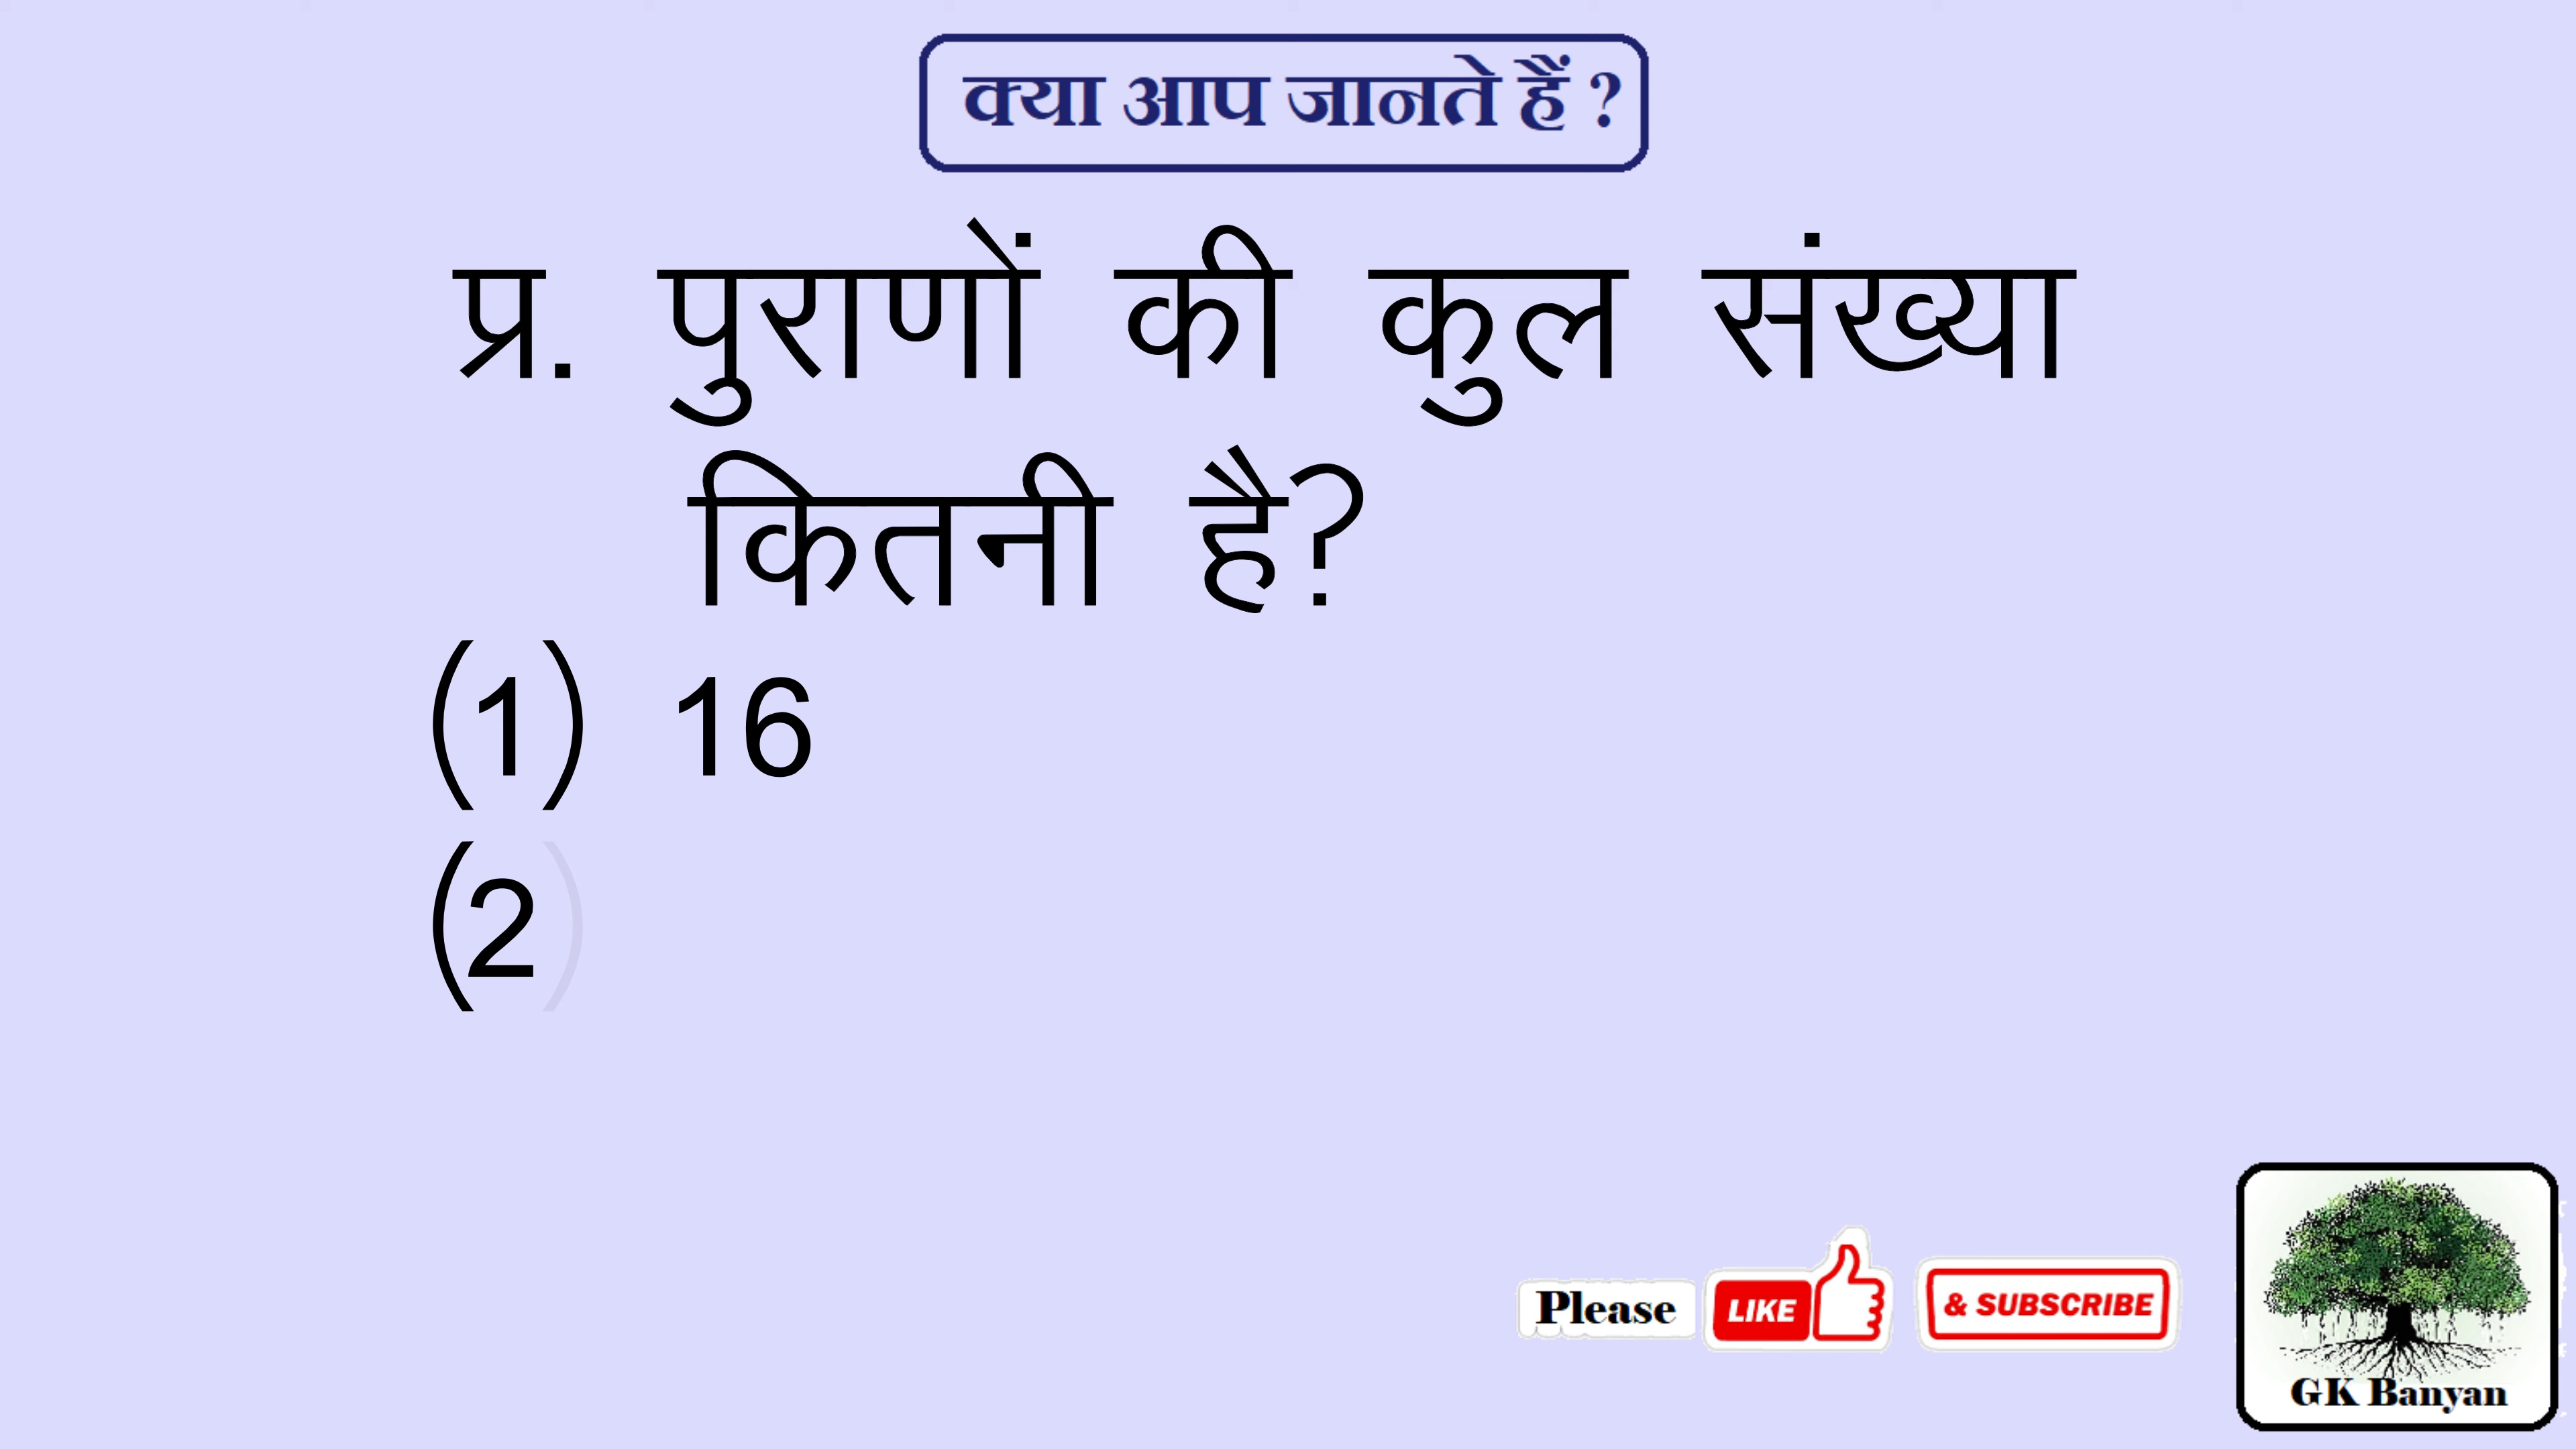 क्या आप जानते हैं ?
प्र. पुराणों की कुल संख्या
कितनी है?
(1) 16
(2)
Please LIKE & SUBSCRIBE
GK Banyan